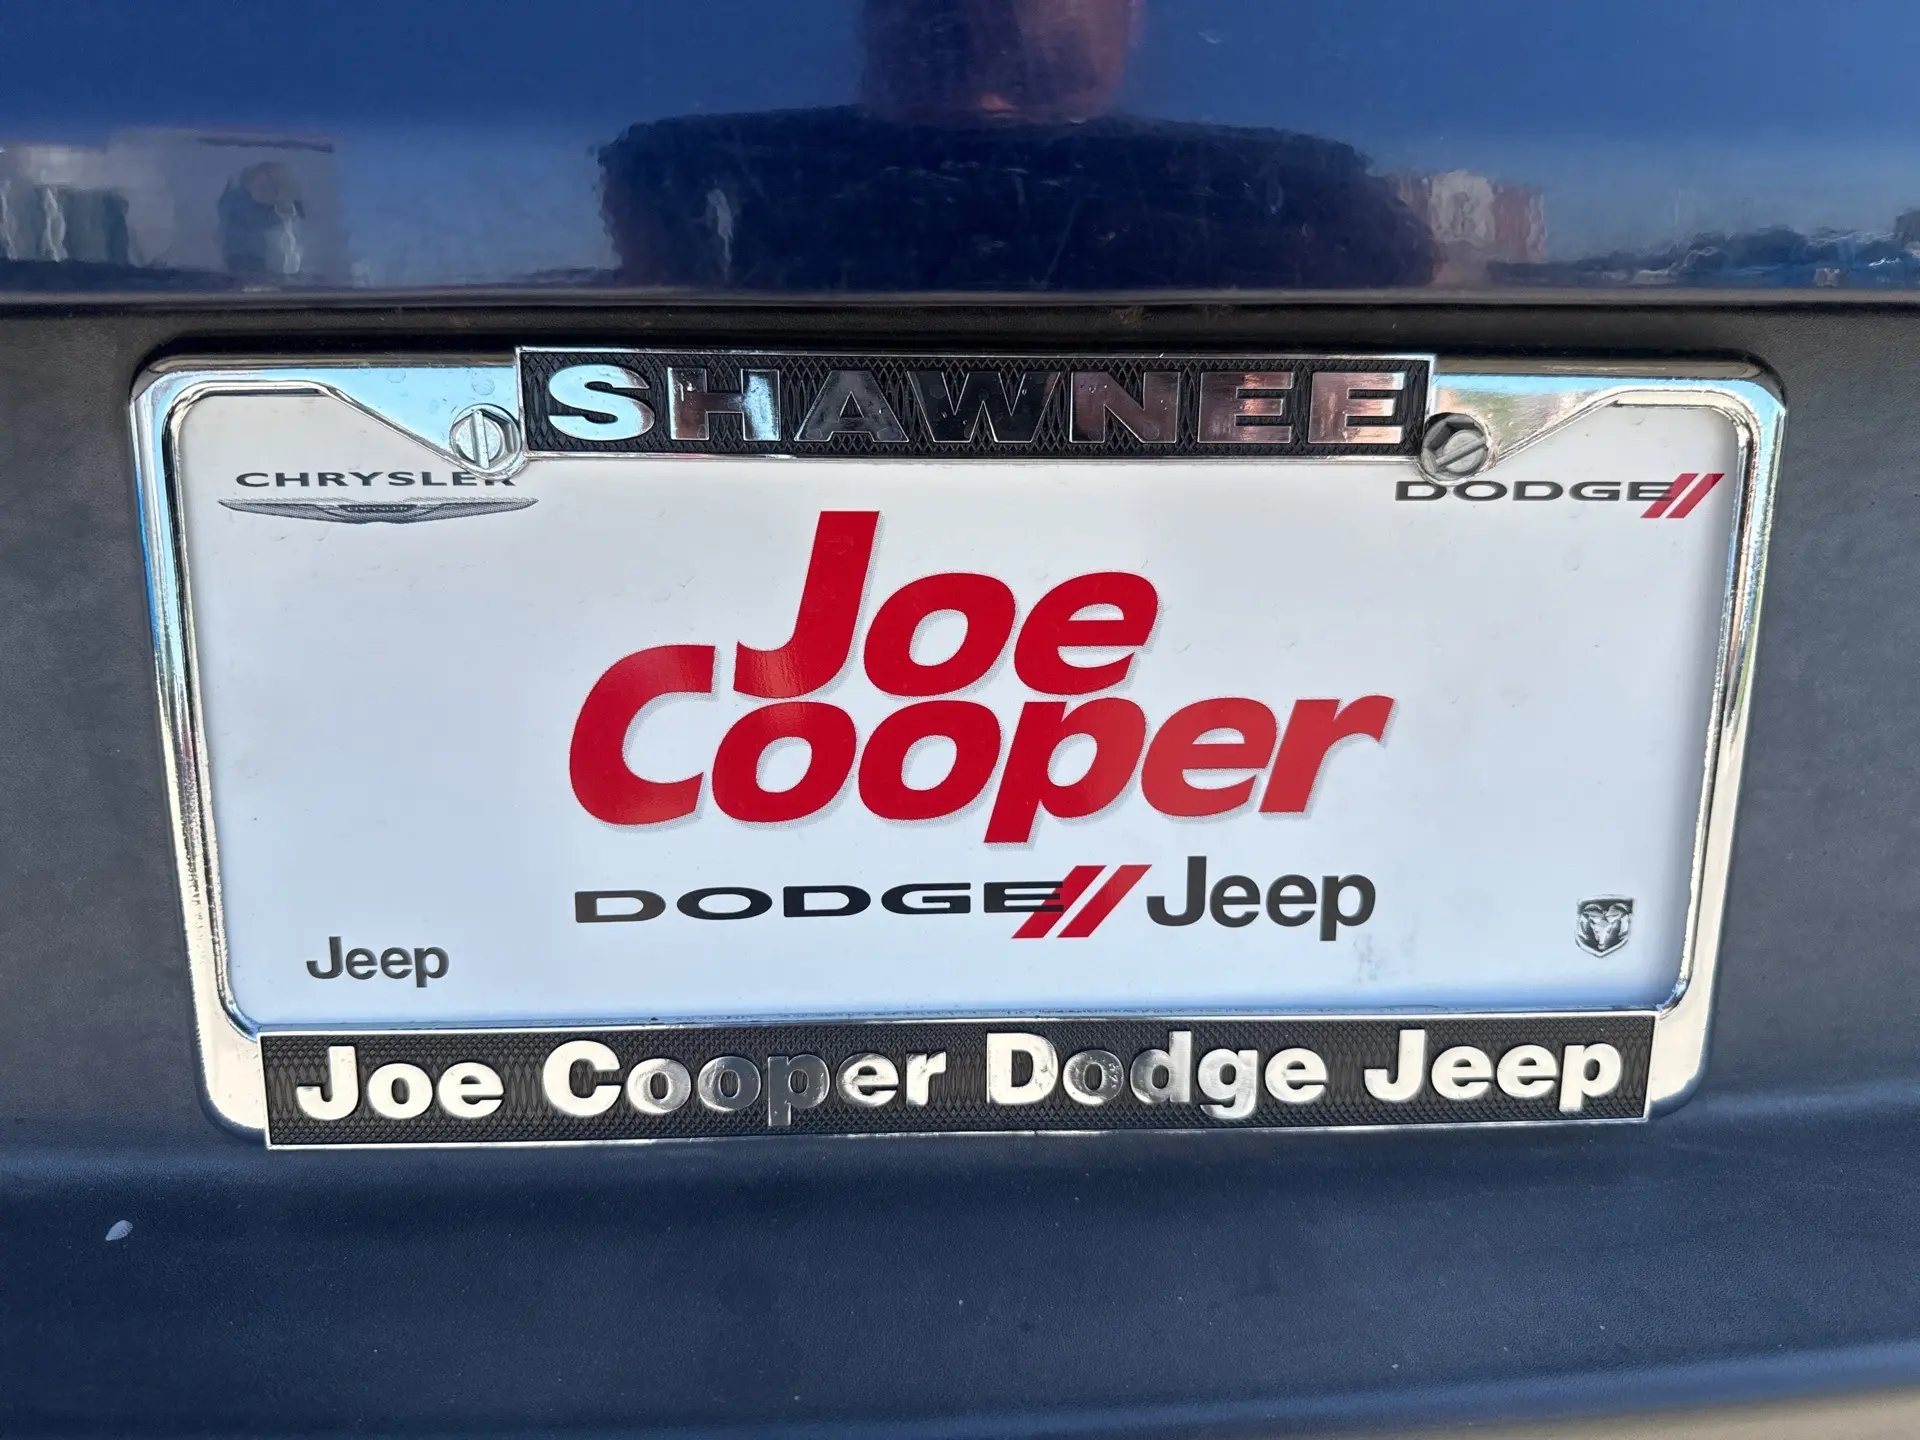 SHAWNEE
CHRYSLER
DODGE
Joe
Cooper
DODGE Jeep
Jeep
Joe Cooper Dodge Jeep